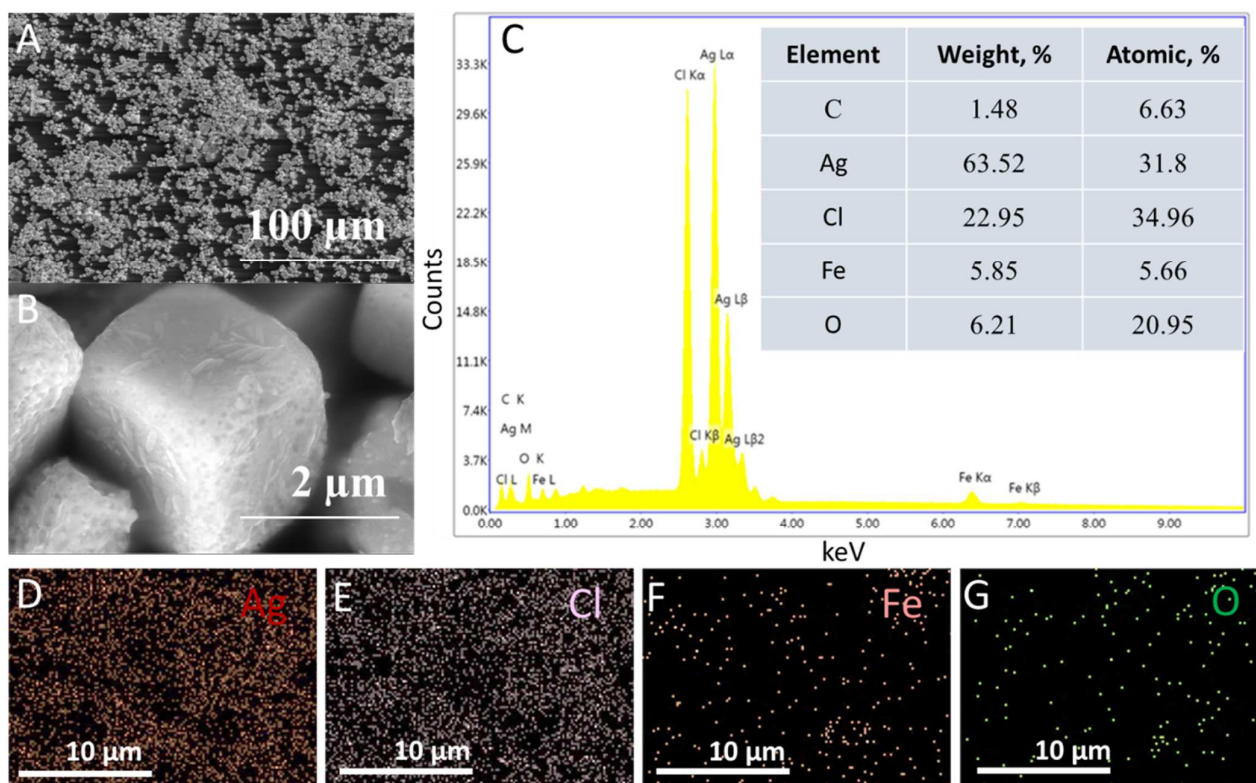 A
100 µm
B
2 µm
C
Counts
33.3K
29.6K
25.9K
22.2K
18.5K
14.8K
11.1K
7.4K
3.7K
0.0K
0.00 1.00 2.00 3.00 4.00 5.00 6.00 7.00 8.00 9.00
keV
Ag Lα
Cl Kα
Ag Lβ
Cl Kβ
Ag Lβ2
C K
Ag M
O K
Cl L
Fe L
Fe Kα
Fe Kβ
Element Weight, % Atomic, %
C 1.48 6.63
Ag 63.52 31.8
Cl 22.95 34.96
Fe 5.85 5.66
O 6.21 20.95
D Ag
10 µm
E Cl
10 µm
F Fe
10 µm
G O
10 µm